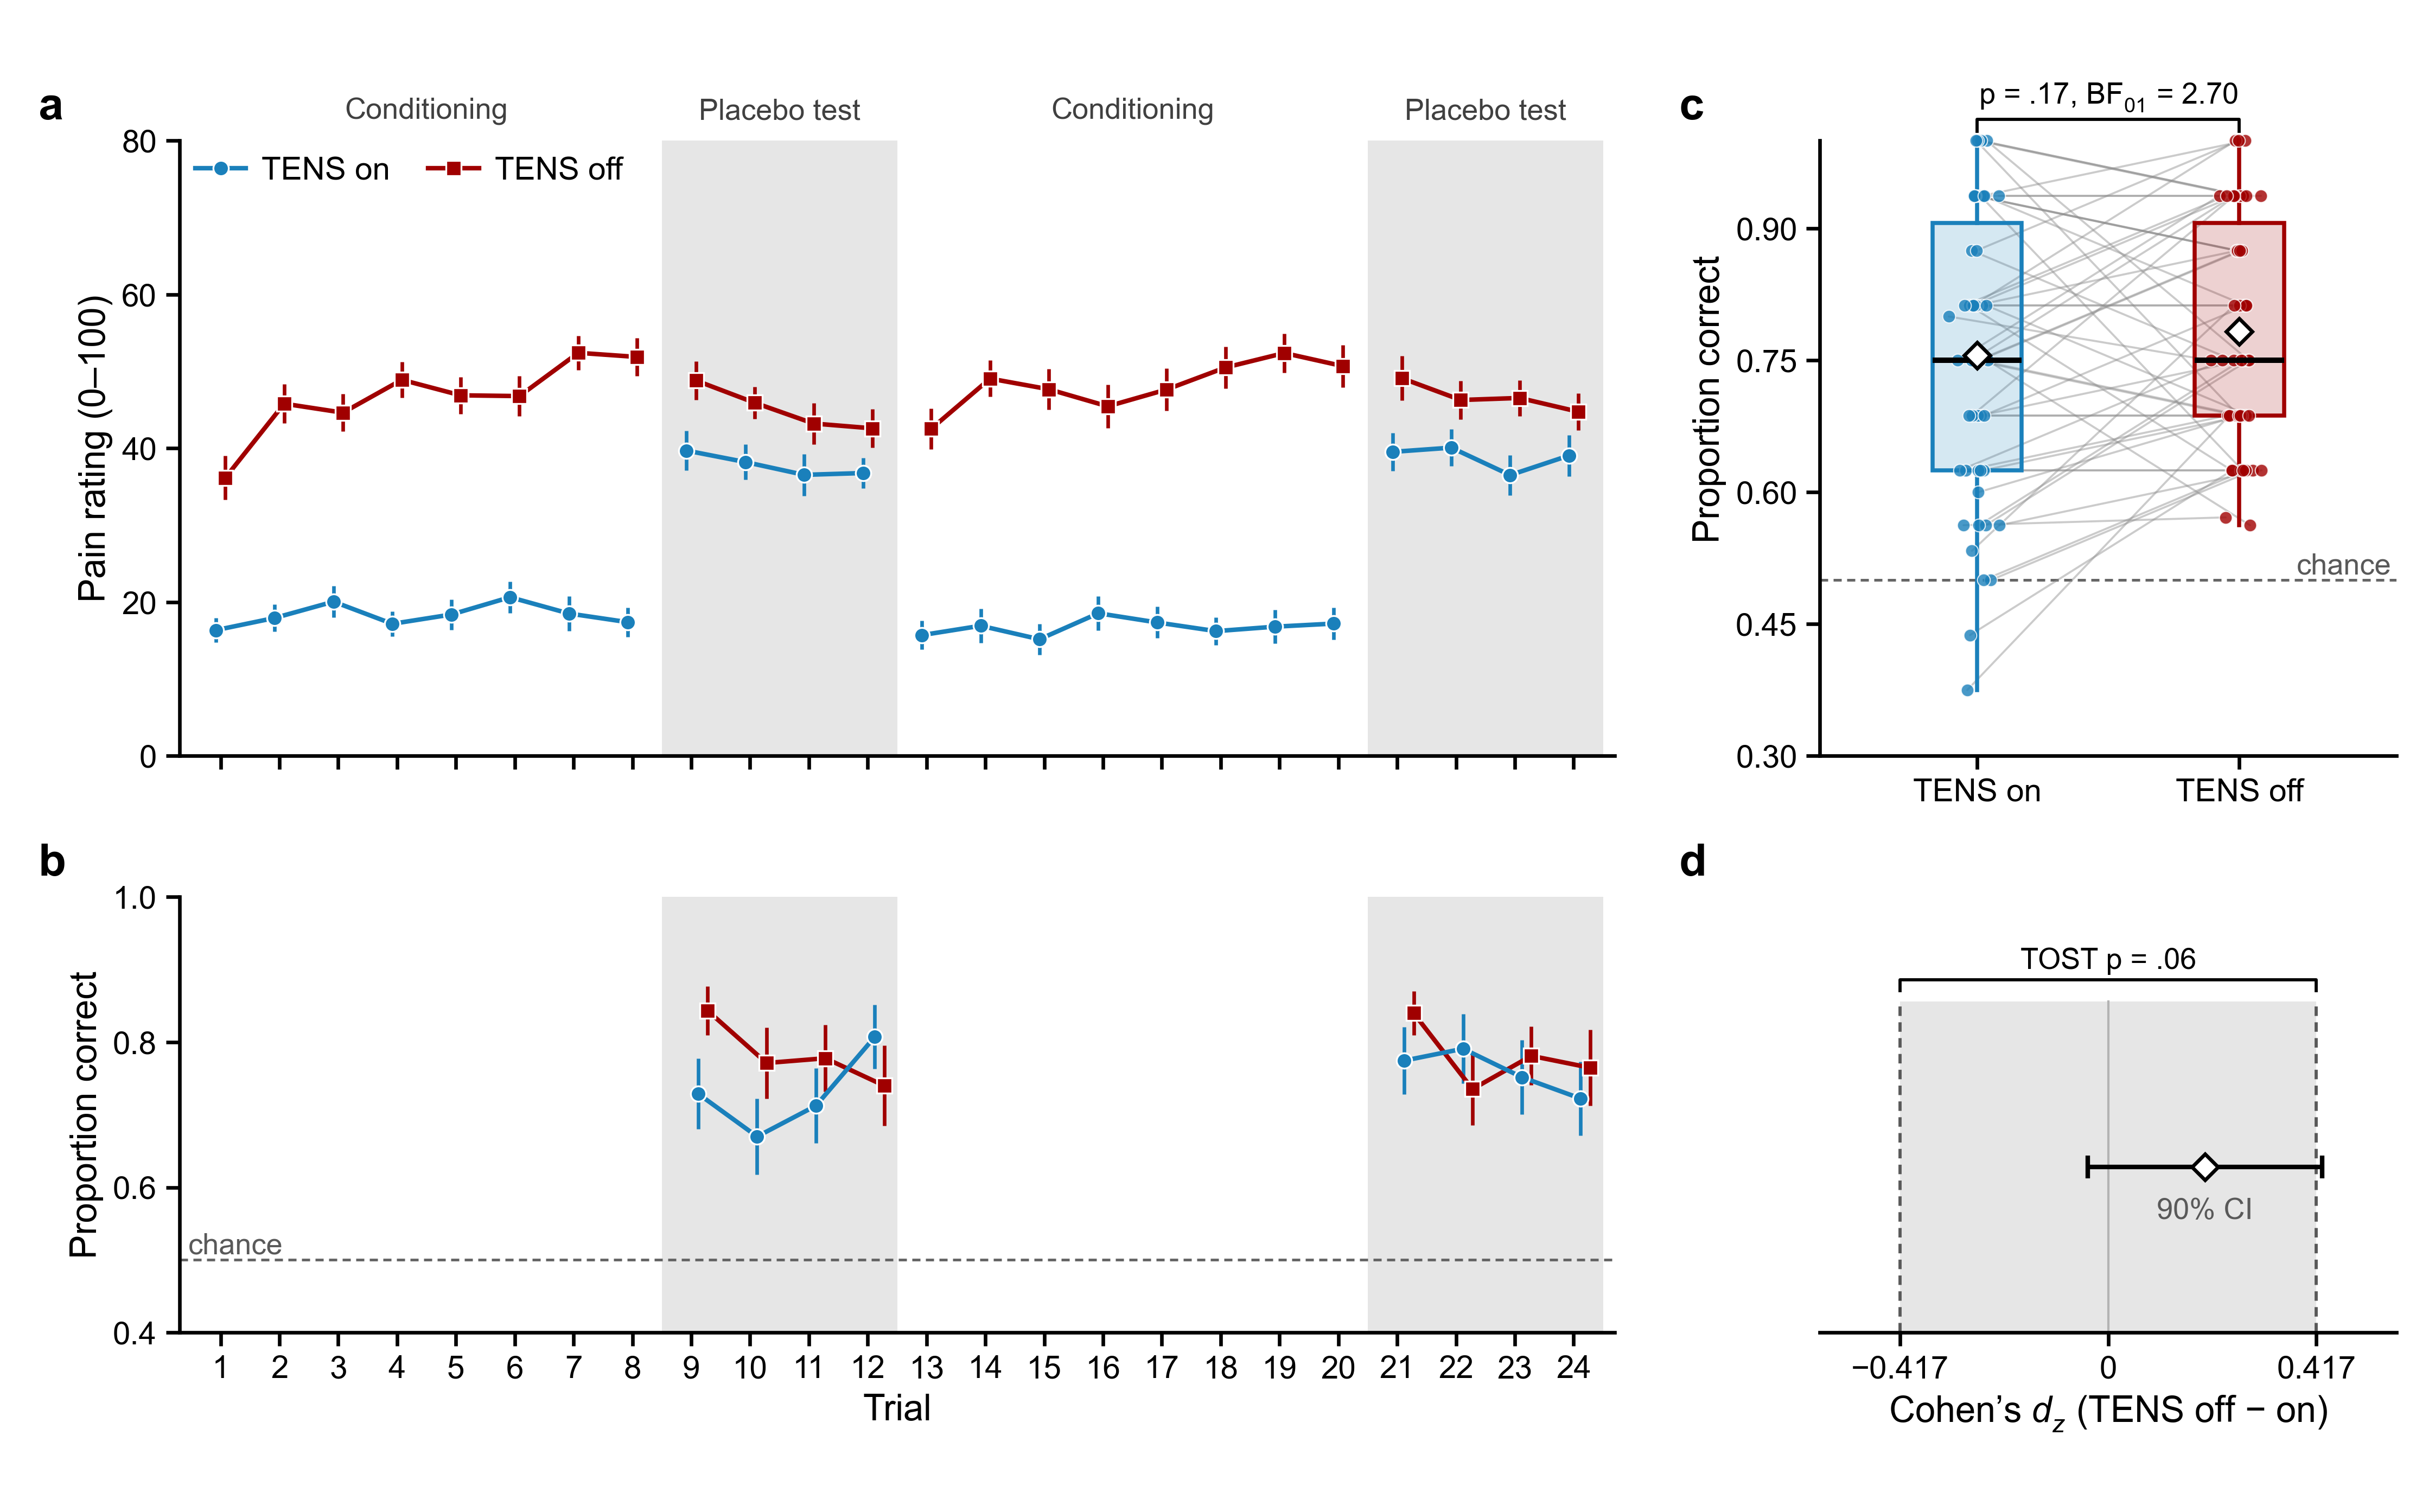 a
Conditioning
Placebo test
Conditioning
Placebo test
TENS on
TENS off
Pain rating (0–100)
80
60
40
20
0
b
Proportion correct
1.0
0.8
0.6
0.4
chance
1 2 3 4 5 6 7 8 9 10 11 12 13 14 15 16 17 18 19 20 21 22 23 24
Trial
c
p = .17, BF01 = 2.70
Proportion correct
0.90
0.75
0.60
0.45
0.30
chance
TENS on
TENS off
d
TOST p = .06
90% CI
−0.417 0 0.417
Cohen’s dz (TENS off − on)